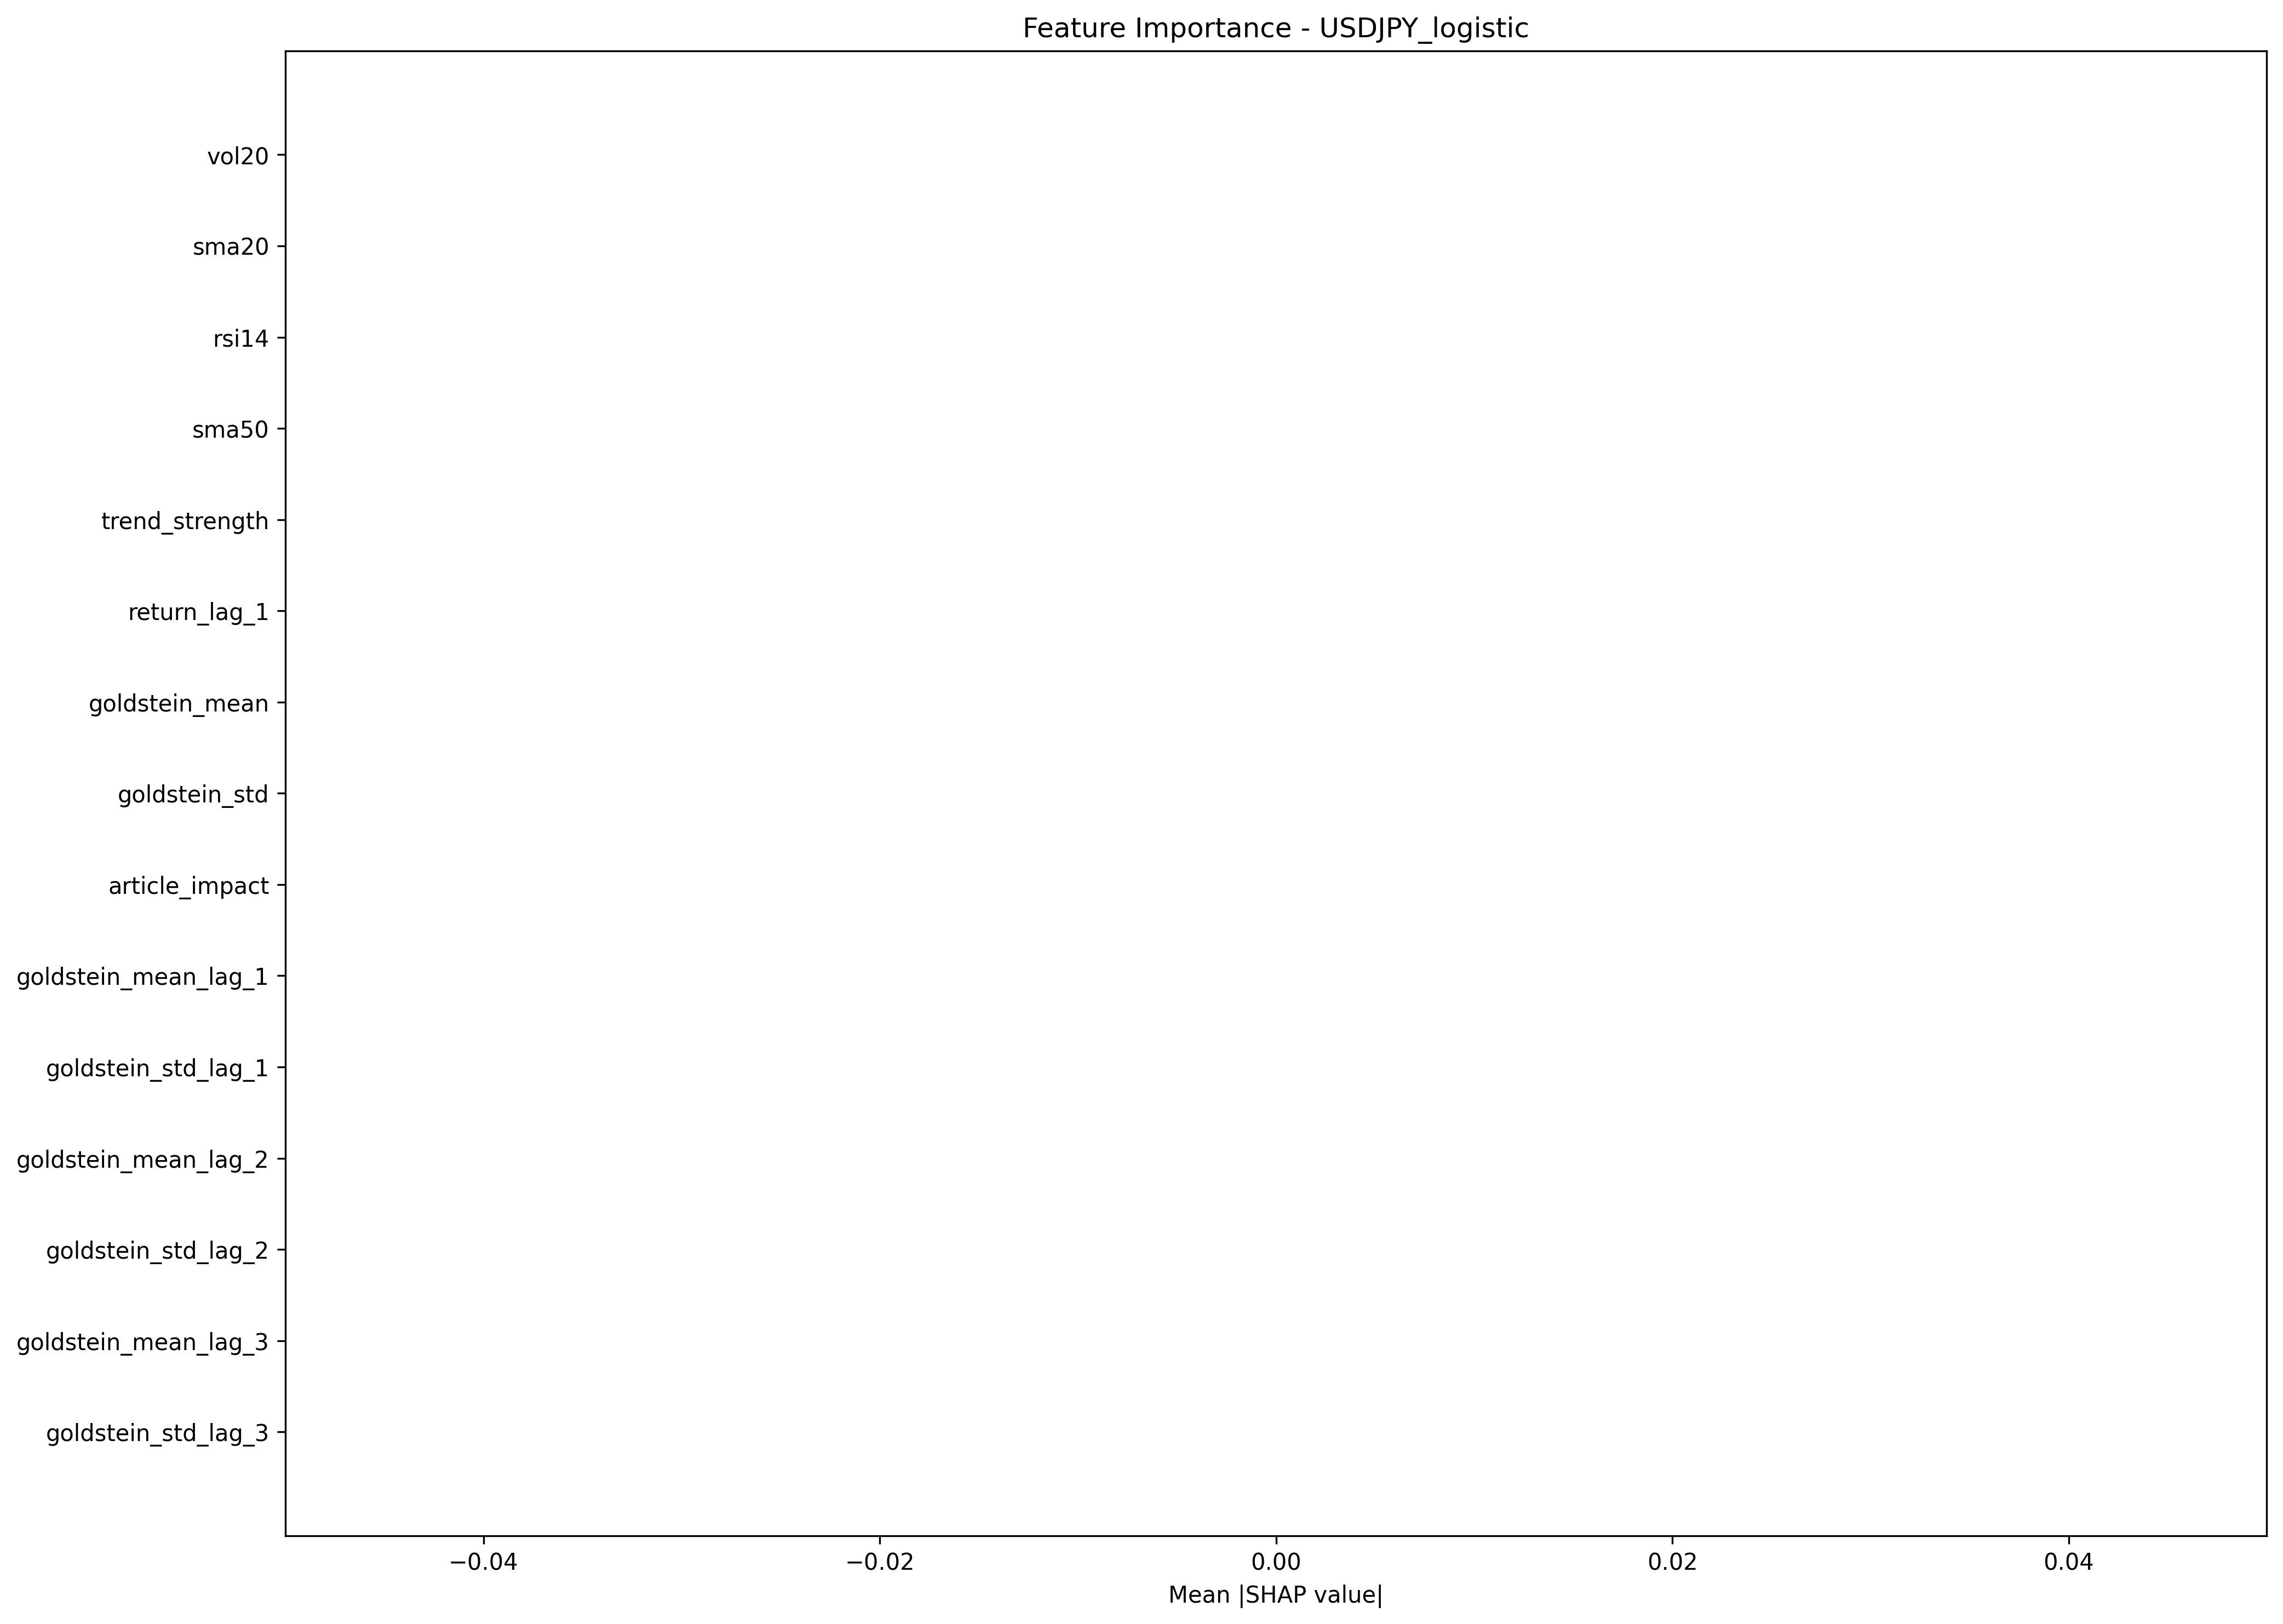 Feature Importance - USDJPY_logistic
vol20
sma20
rsi14
sma50
trend_strength
return_lag_1
goldstein_mean
goldstein_std
article_impact
goldstein_mean_lag_1
goldstein_std_lag_1
goldstein_mean_lag_2
goldstein_std_lag_2
goldstein_mean_lag_3
goldstein_std_lag_3
−0.04 −0.02 0.00 0.02 0.04
Mean |SHAP value|